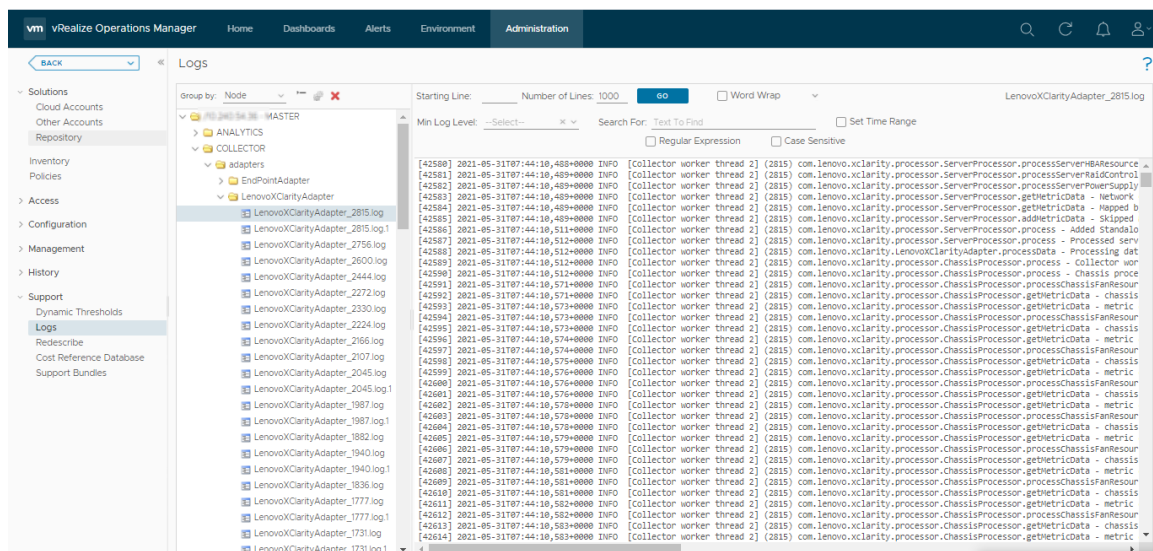 vm vRealize Operations Manager Home Dashboards Alerts Environment Administration
BACK
Logs
?
Solutions
Cloud Accounts
Other Accounts
Repository
Inventory
Policies
Access
Configuration
Management
History
Support
Dynamic Thresholds
Logs
Redescribe
Cost Reference Database
Support Bundles
Group by: Node
MASTER
ANALYTICS
COLLECTOR
adapters
EndPointAdapter
LenovoXClarityAdapter
LenovoXClarityAdapter_2815.log
LenovoXClarityAdapter_2815.log.1
LenovoXClarityAdapter_2756.log
LenovoXClarityAdapter_2600.log
LenovoXClarityAdapter_2444.log
LenovoXClarityAdapter_2272.log
LenovoXClarityAdapter_2330.log
LenovoXClarityAdapter_2224.log
LenovoXClarityAdapter_2166.log
LenovoXClarityAdapter_2107.log
LenovoXClarityAdapter_2045.log
LenovoXClarityAdapter_2045.log.1
LenovoXClarityAdapter_1987.log
LenovoXClarityAdapter_1987.log.1
LenovoXClarityAdapter_1882.log
LenovoXClarityAdapter_1940.log
LenovoXClarityAdapter_1940.log.1
LenovoXClarityAdapter_1836.log
LenovoXClarityAdapter_1777.log
LenovoXClarityAdapter_1777.log.1
LenovoXClarityAdapter_1731.log
LenovoXClarityAdapter_1731.log.1
Starting Line: Number of Lines: 1000 GO Word Wrap LenovoXClarityAdapter_2815.log
Min Log Level: --Select-- Search For: Text To Find Set Time Range
Regular Expression Case Sensitive
[42580] 2021-05-31T07:44:10,488+0000 INFO [Collector worker thread 2] (2815) com.lenovo.xclarity.processor.ServerProcessor.processServerHBAResource
[42581] 2021-05-31T07:44:10,489+0000 INFO [Collector worker thread 2] (2815) com.lenovo.xclarity.processor.ServerProcessor.processServerRaidControl
[42582] 2021-05-31T07:44:10,489+0000 INFO [Collector worker thread 2] (2815) com.lenovo.xclarity.processor.ServerProcessor.processServerPowerSupply
[42583] 2021-05-31T07:44:10,489+0000 INFO [Collector worker thread 2] (2815) com.lenovo.xclarity.processor.ServerProcessor.getMetricData - Network
[42584] 2021-05-31T07:44:10,489+0000 INFO [Collector worker thread 2] (2815) com.lenovo.xclarity.processor.ServerProcessor.getMetricData - Mapped b
[42585] 2021-05-31T07:44:10,489+0000 INFO [Collector worker thread 2] (2815) com.lenovo.xclarity.processor.ServerProcessor.addMetricData - Skipped
[42586] 2021-05-31T07:44:10,511+0000 INFO [Collector worker thread 2] (2815) com.lenovo.xclarity.processor.ServerProcessor.process - Added Standalo
[42587] 2021-05-31T07:44:10,512+0000 INFO [Collector worker thread 2] (2815) com.lenovo.xclarity.processor.ServerProcessor.process - Processed serv
[42588] 2021-05-31T07:44:10,512+0000 INFO [Collector worker thread 2] (2815) com.lenovo.xclarity.LenovoXClarityAdapter.processData - Processing dat
[42589] 2021-05-31T07:44:10,512+0000 INFO [Collector worker thread 2] (2815) com.lenovo.xclarity.processor.ChassisProcessor.process - Collector wor
[42590] 2021-05-31T07:44:10,512+0000 INFO [Collector worker thread 2] (2815) com.lenovo.xclarity.processor.ChassisProcessor.process - Chassis proce
[42591] 2021-05-31T07:44:10,571+0000 INFO [Collector worker thread 2] (2815) com.lenovo.xclarity.processor.ChassisProcessor.processChassisFanResour
[42592] 2021-05-31T07:44:10,571+0000 INFO [Collector worker thread 2] (2815) com.lenovo.xclarity.processor.ChassisProcessor.getMetricData - chassis
[42593] 2021-05-31T07:44:10,573+0000 INFO [Collector worker thread 2] (2815) com.lenovo.xclarity.processor.ChassisProcessor.getMetricData - metric
[42594] 2021-05-31T07:44:10,573+0000 INFO [Collector worker thread 2] (2815) com.lenovo.xclarity.processor.ChassisProcessor.processChassisFanResour
[42595] 2021-05-31T07:44:10,573+0000 INFO [Collector worker thread 2] (2815) com.lenovo.xclarity.processor.ChassisProcessor.getMetricData - chassis
[42596] 2021-05-31T07:44:10,574+0000 INFO [Collector worker thread 2] (2815) com.lenovo.xclarity.processor.ChassisProcessor.getMetricData - metric
[42597] 2021-05-31T07:44:10,574+0000 INFO [Collector worker thread 2] (2815) com.lenovo.xclarity.processor.ChassisProcessor.processChassisFanResour
[42598] 2021-05-31T07:44:10,575+0000 INFO [Collector worker thread 2] (2815) com.lenovo.xclarity.processor.ChassisProcessor.getMetricData - chassis
[42599] 2021-05-31T07:44:10,576+0000 INFO [Collector worker thread 2] (2815) com.lenovo.xclarity.processor.ChassisProcessor.getMetricData - metric
[42600] 2021-05-31T07:44:10,576+0000 INFO [Collector worker thread 2] (2815) com.lenovo.xclarity.processor.ChassisProcessor.processChassisFanResour
[42601] 2021-05-31T07:44:10,576+0000 INFO [Collector worker thread 2] (2815) com.lenovo.xclarity.processor.ChassisProcessor.getMetricData - chassis
[42602] 2021-05-31T07:44:10,578+0000 INFO [Collector worker thread 2] (2815) com.lenovo.xclarity.processor.ChassisProcessor.getMetricData - metric
[42603] 2021-05-31T07:44:10,578+0000 INFO [Collector worker thread 2] (2815) com.lenovo.xclarity.processor.ChassisProcessor.processChassisFanResour
[42604] 2021-05-31T07:44:10,578+0000 INFO [Collector worker thread 2] (2815) com.lenovo.xclarity.processor.ChassisProcessor.getMetricData - chassis
[42605] 2021-05-31T07:44:10,579+0000 INFO [Collector worker thread 2] (2815) com.lenovo.xclarity.processor.ChassisProcessor.getMetricData - metric
[42606] 2021-05-31T07:44:10,579+0000 INFO [Collector worker thread 2] (2815) com.lenovo.xclarity.processor.ChassisProcessor.processChassisFanResour
[42607] 2021-05-31T07:44:10,579+0000 INFO [Collector worker thread 2] (2815) com.lenovo.xclarity.processor.ChassisProcessor.getMetricData - chassis
[42608] 2021-05-31T07:44:10,581+0000 INFO [Collector worker thread 2] (2815) com.lenovo.xclarity.processor.ChassisProcessor.getMetricData - metric
[42609] 2021-05-31T07:44:10,581+0000 INFO [Collector worker thread 2] (2815) com.lenovo.xclarity.processor.ChassisProcessor.processChassisFanResour
[42610] 2021-05-31T07:44:10,581+0000 INFO [Collector worker thread 2] (2815) com.lenovo.xclarity.processor.ChassisProcessor.getMetricData - chassis
[42611] 2021-05-31T07:44:10,582+0000 INFO [Collector worker thread 2] (2815) com.lenovo.xclarity.processor.ChassisProcessor.getMetricData - metric
[42612] 2021-05-31T07:44:10,582+0000 INFO [Collector worker thread 2] (2815) com.lenovo.xclarity.processor.ChassisProcessor.processChassisFanResour
[42613] 2021-05-31T07:44:10,583+0000 INFO [Collector worker thread 2] (2815) com.lenovo.xclarity.processor.ChassisProcessor.getMetricData - chassis
[42614] 2021-05-31T07:44:10,583+0000 INFO [Collector worker thread 2] (2815) com.lenovo.xclarity.processor.ChassisProcessor.getMetricData - metric